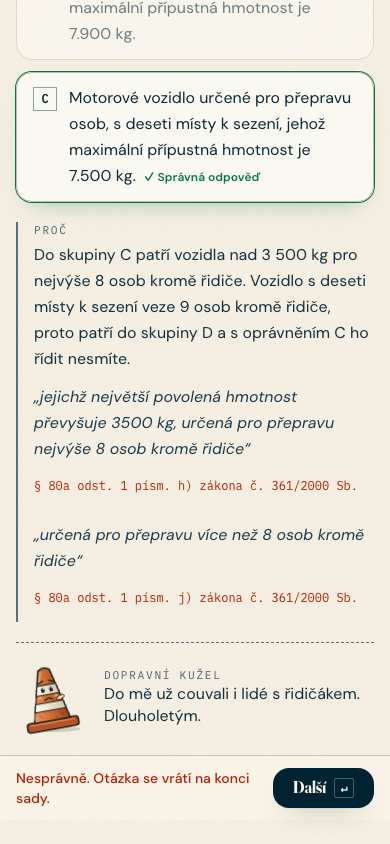 maximální přípustná hmotnost je
7.900 kg.
C
Motorové vozidlo určené pro přepravu
osob, s deseti místy k sezení, jehož
maximální přípustná hmotnost je
7.500 kg. ✓ Správná odpověď
PROČ
Do skupiny C patří vozidla nad 3 500 kg pro
nejvýše 8 osob kromě řidiče. Vozidlo s deseti
místy k sezení veze 9 osob kromě řidiče,
proto patří do skupiny D a s oprávněním C ho
řídit nesmíte.
„jejichž největší povolená hmotnost
převyšuje 3500 kg, určená pro přepravu
nejvýše 8 osob kromě řidiče“
§ 80a odst. 1 písm. h) zákona č. 361/2000 Sb.
„určená pro přepravu více než 8 osob kromě
řidiče“
§ 80a odst. 1 písm. j) zákona č. 361/2000 Sb.
DOPRAVNÍ KUŽEL
Do mě už couvali i lidé s řidičákem.
Dlouholetým.
Nesprávně. Otázka se vrátí na konci
sady.
Další ↵